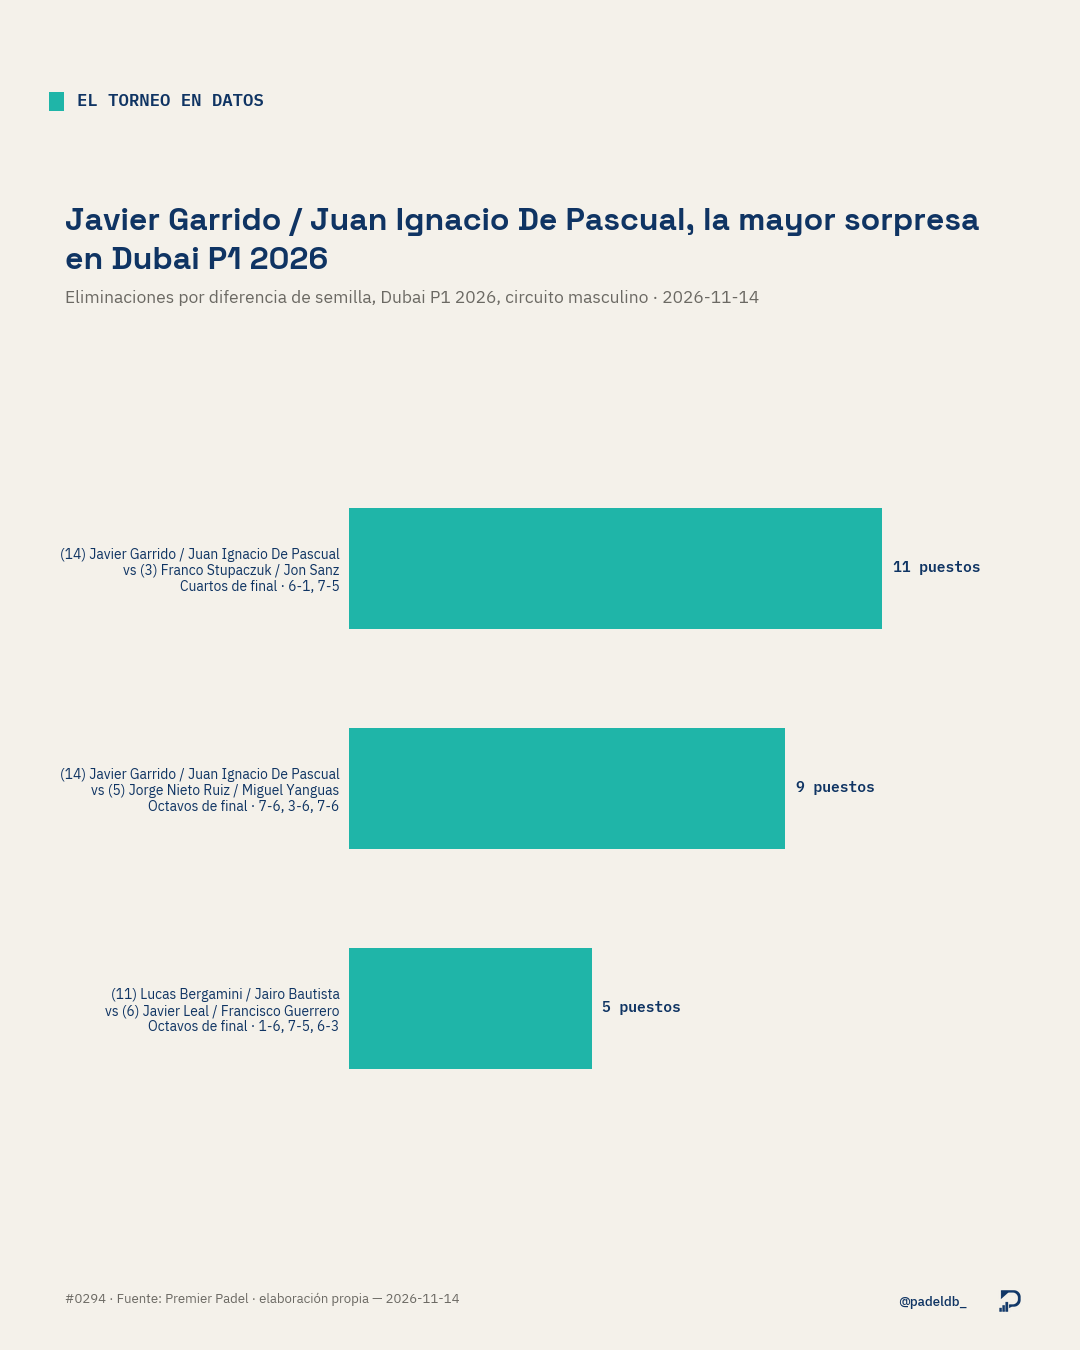 EL TORNEO EN DATOS
Javier Garrido / Juan Ignacio De Pascual, la mayor sorpresa
en Dubai P1 2026
Eliminaciones por diferencia de semilla, Dubai P1 2026, circuito masculino · 2026-11-14
(14) Javier Garrido / Juan Ignacio De Pascual
vs (3) Franco Stupaczuk / Jon Sanz
Cuartos de final · 6-1, 7-5
11 puestos
(14) Javier Garrido / Juan Ignacio De Pascual
vs (5) Jorge Nieto Ruiz / Miguel Yanguas
Octavos de final · 7-6, 3-6, 7-6
9 puestos
(11) Lucas Bergamini / Jairo Bautista
vs (6) Javier Leal / Francisco Guerrero
Octavos de final · 1-6, 7-5, 6-3
5 puestos
#0294 · Fuente: Premier Padel · elaboración propia — 2026-11-14
@padeldb_